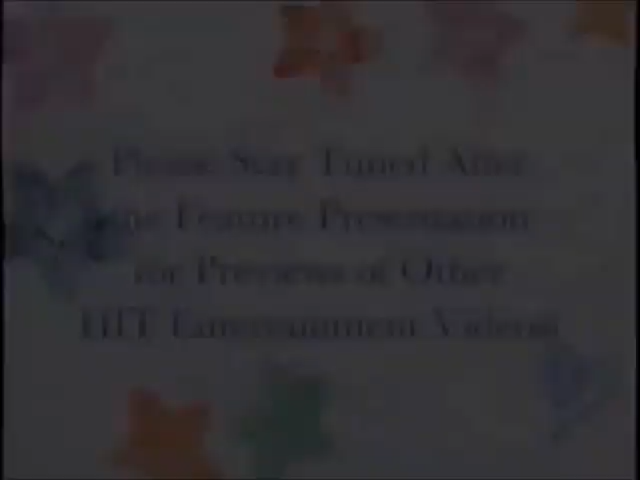 Please Stay Tuned After
the Feature Presentation
for Previews of Other
HIT Entertainment Videos